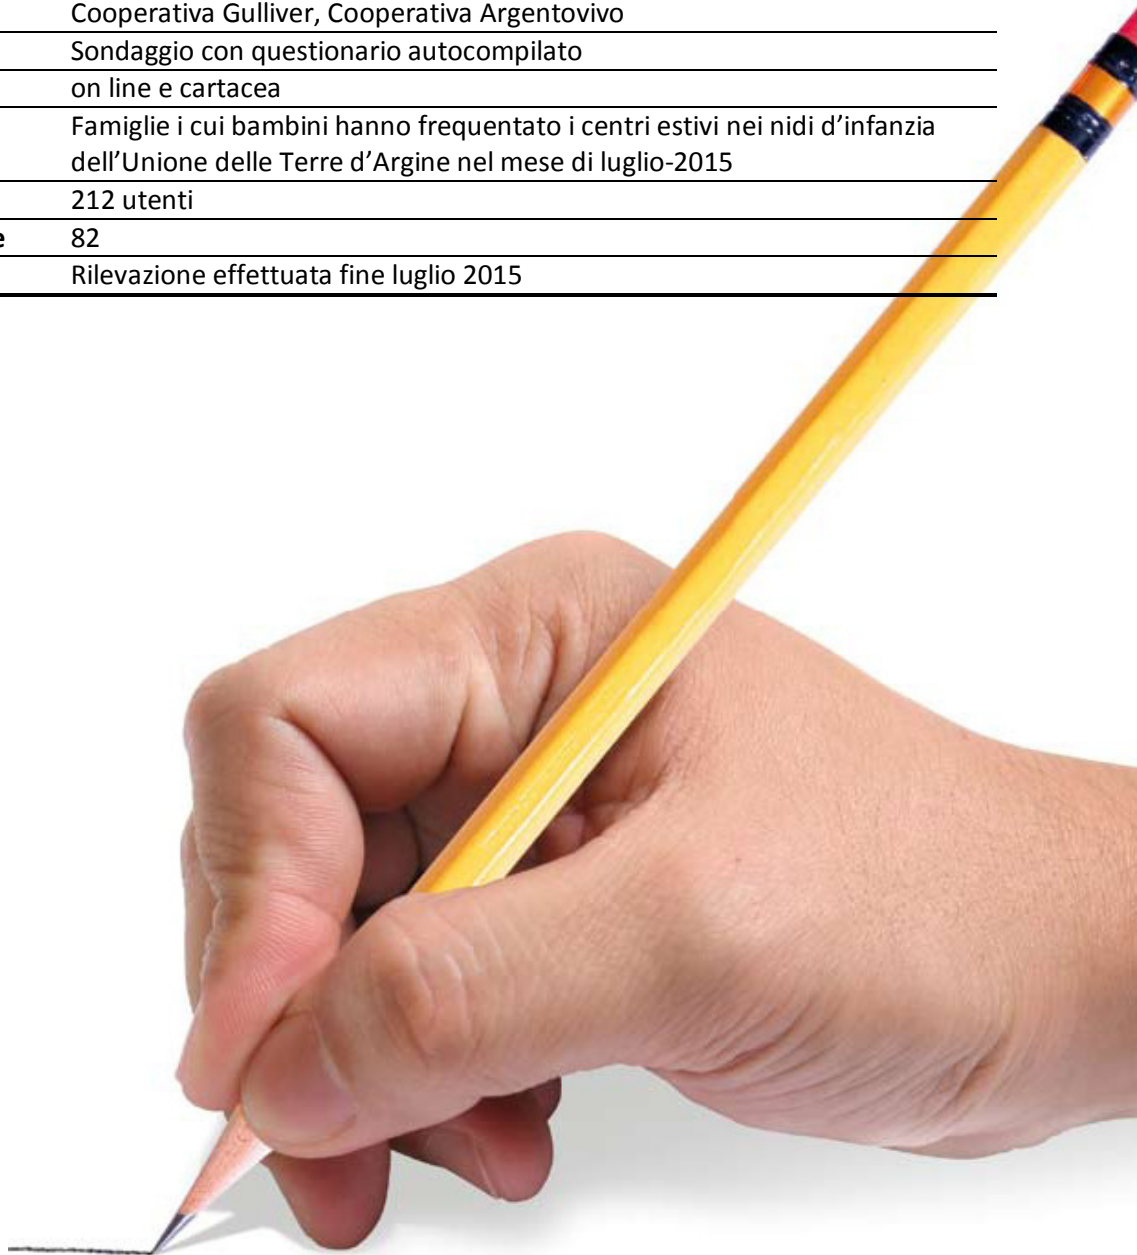 Cooperativa Gulliver, Cooperativa Argentovivo
Sondaggio con questionario autocompilato
on line e cartacea
Famiglie i cui bambini hanno frequentato i centri estivi nei nidi d’infanzia
dell’Unione delle Terre d’Argine nel mese di luglio-2015
212 utenti
e 82
Rilevazione effettuata fine luglio 2015